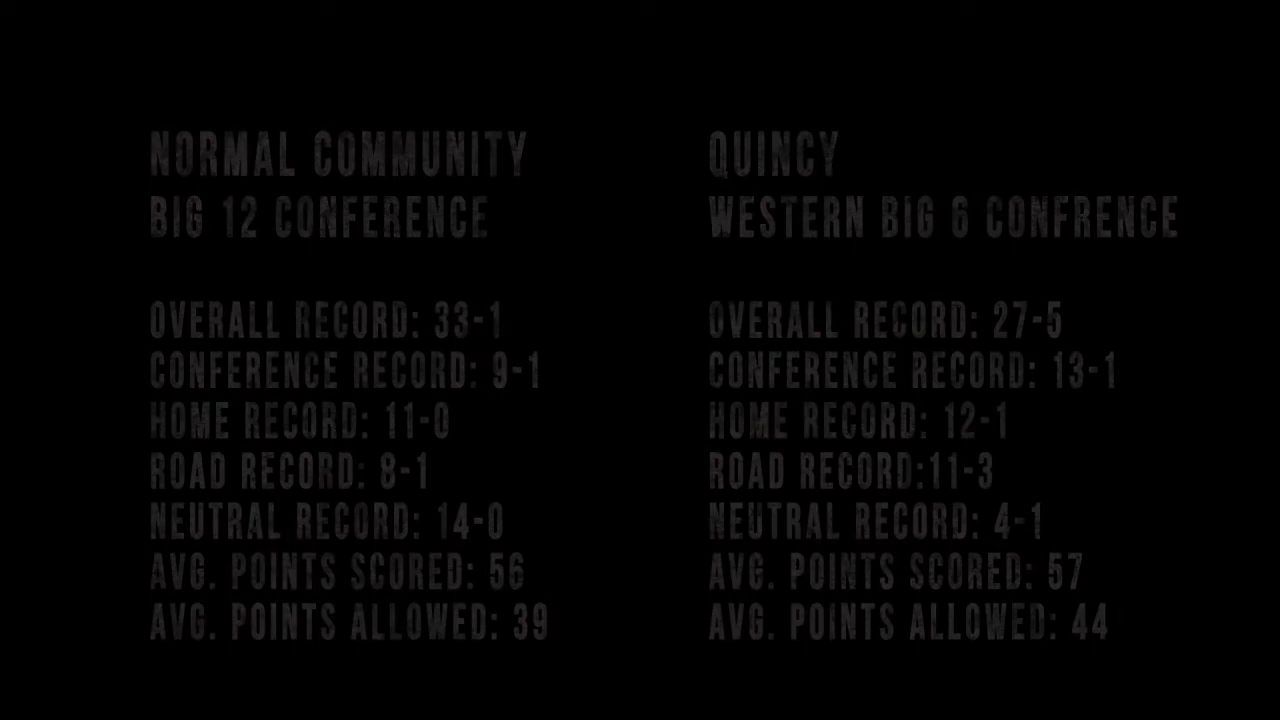 NORMAL COMMUNITY
BIG 12 CONFERENCE
OVERALL RECORD: 33-1
CONFERENCE RECORD: 9-1
HOME RECORD: 11-0
ROAD RECORD: 8-1
NEUTRAL RECORD: 14-0
AVG. POINTS SCORED: 56
AVG. POINTS ALLOWED: 39
QUINCY
WESTERN BIG 6 CONFRENCE
OVERALL RECORD: 27-5
CONFERENCE RECORD: 13-1
HOME RECORD: 12-1
ROAD RECORD:11-3
NEUTRAL RECORD: 4-1
AVG. POINTS SCORED: 57
AVG. POINTS ALLOWED: 44